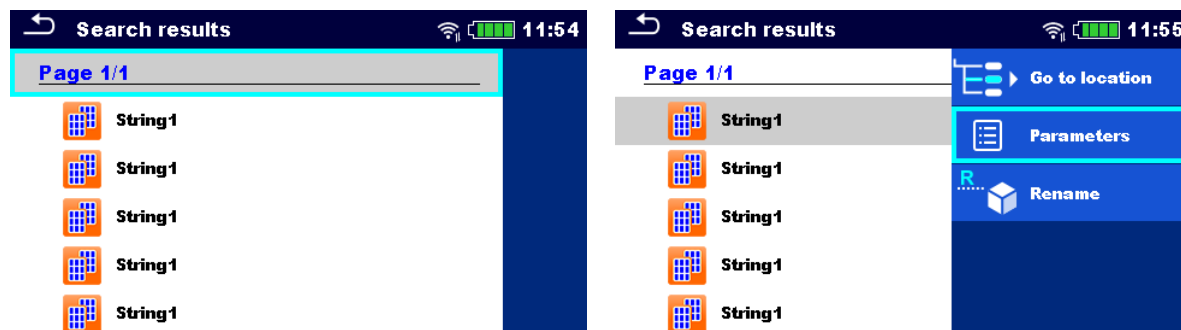 Search results 11:54
Page 1/1
String1
String1
String1
String1
String1
Search results 11:55
Page 1/1
String1
String1
String1
String1
String1
Go to location
Parameters
R
Rename